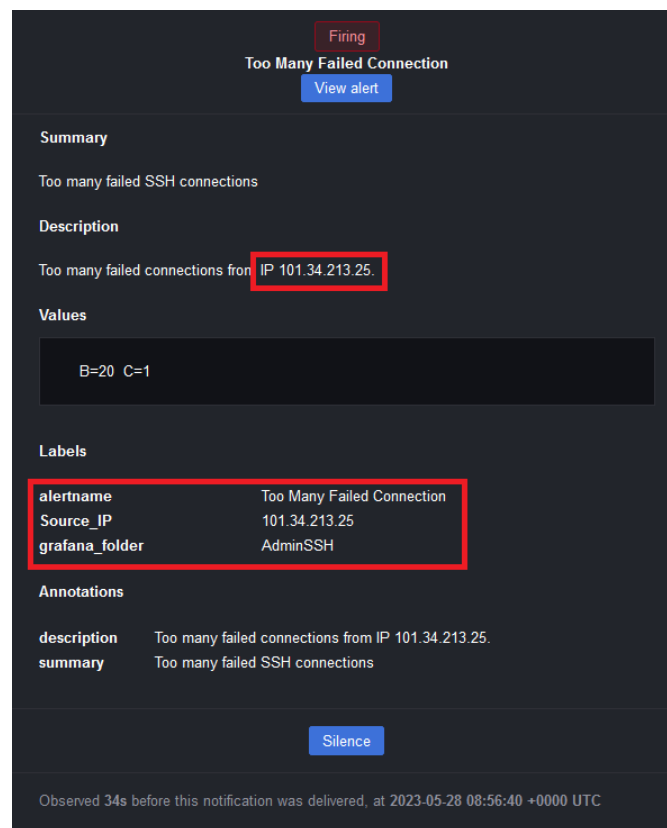 Firing
Too Many Failed Connection
View alert
Summary
Too many failed SSH connections
Description
Too many failed connections from IP 101.34.213.25.
Values
B=20 C=1
Labels
alertname Too Many Failed Connection
Source_IP 101.34.213.25
grafana_folder AdminSSH
Annotations
description Too many failed connections from IP 101.34.213.25.
summary Too many failed SSH connections
Silence
Observed 34s before this notification was delivered, at 2023-05-28 08:56:40 +0000 UTC